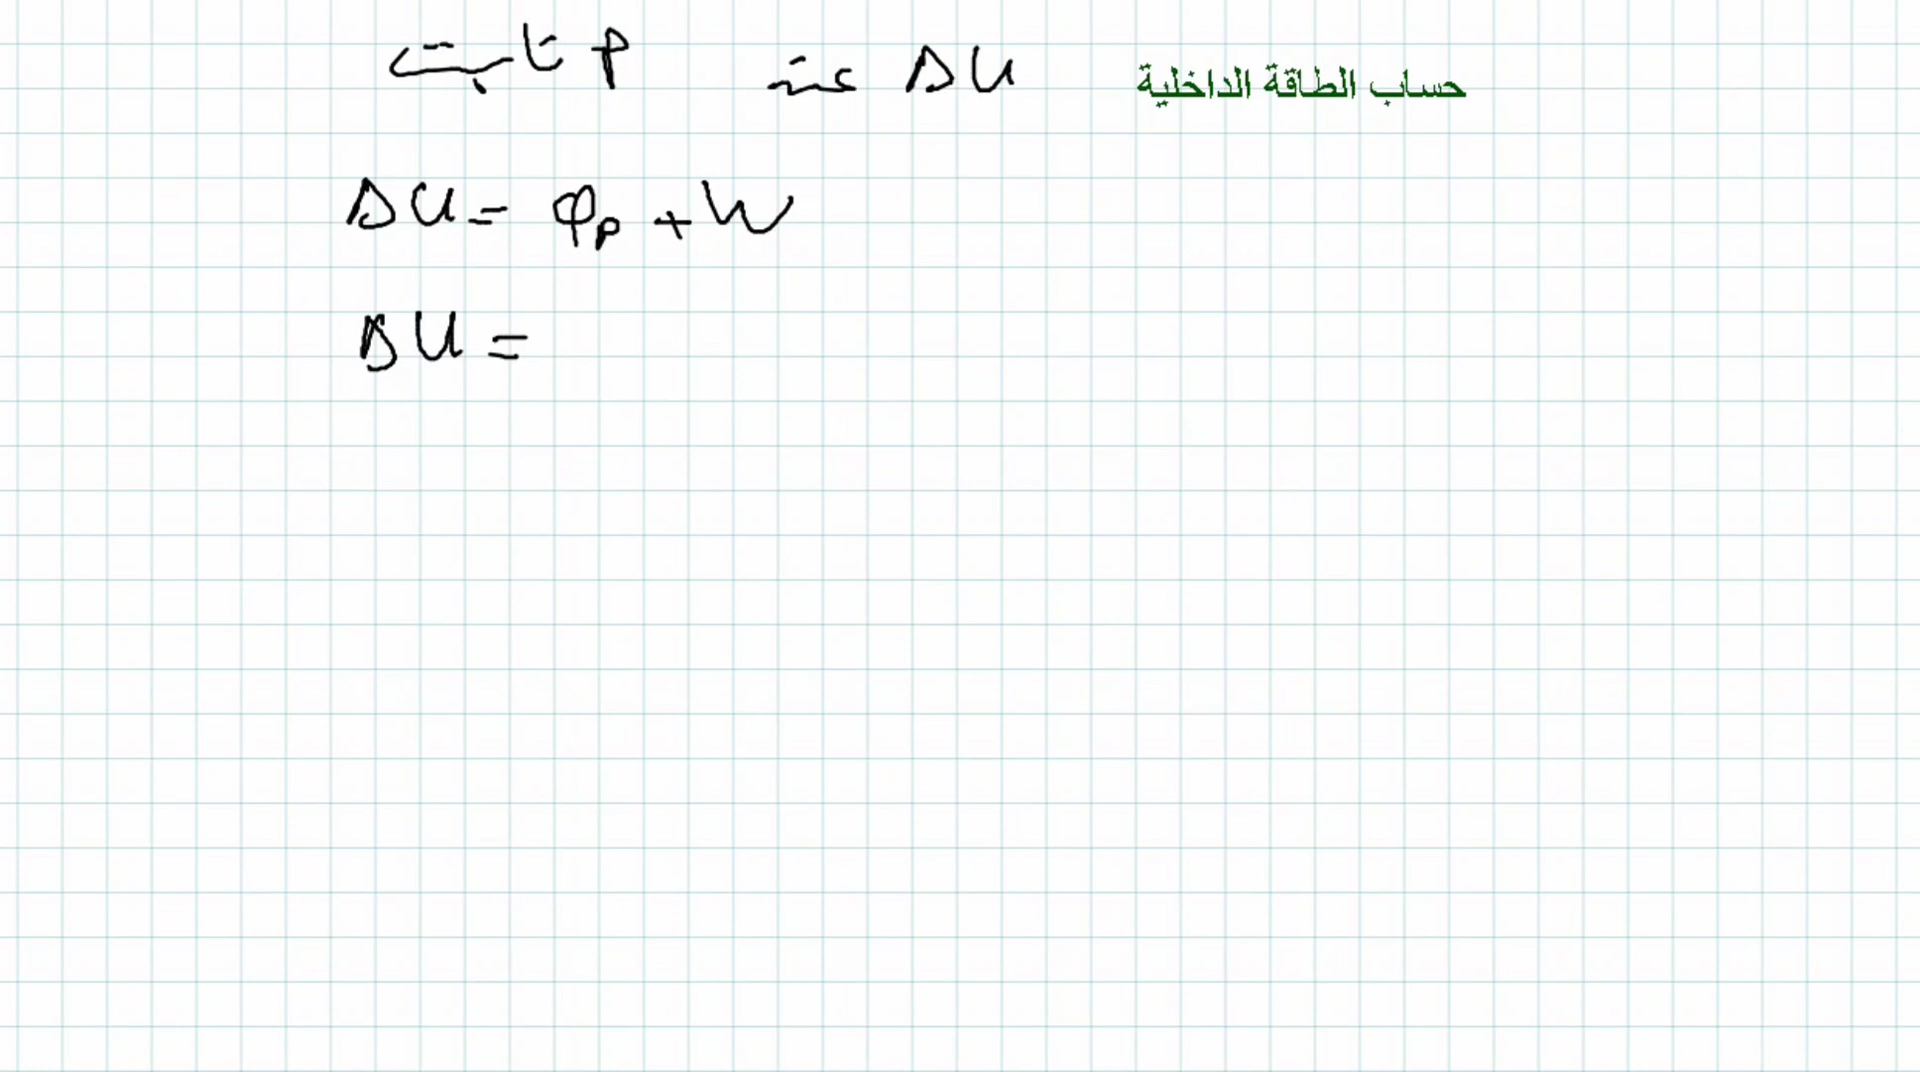 حساب الطاقة الداخلية ΔU عند P ثابت
ΔU = Qp + W
ΔU =